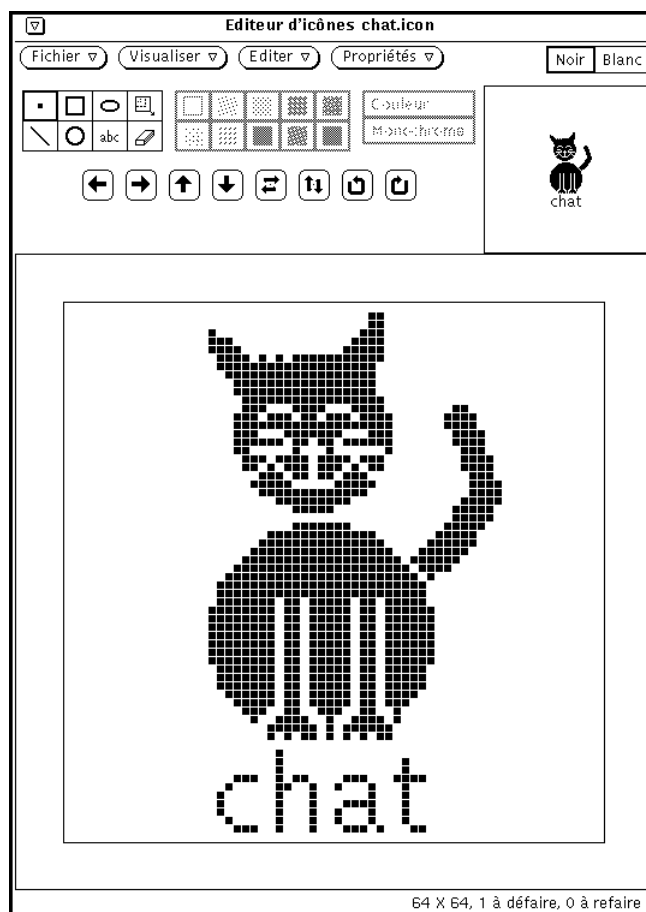 Editeur d'icônes chat.icon
Fichier Visualiser Editer Propriétés Noir Blanc
Couleur
abc Monochrome
chat
chat
64 X 64, 1 à défaire, 0 à refaire